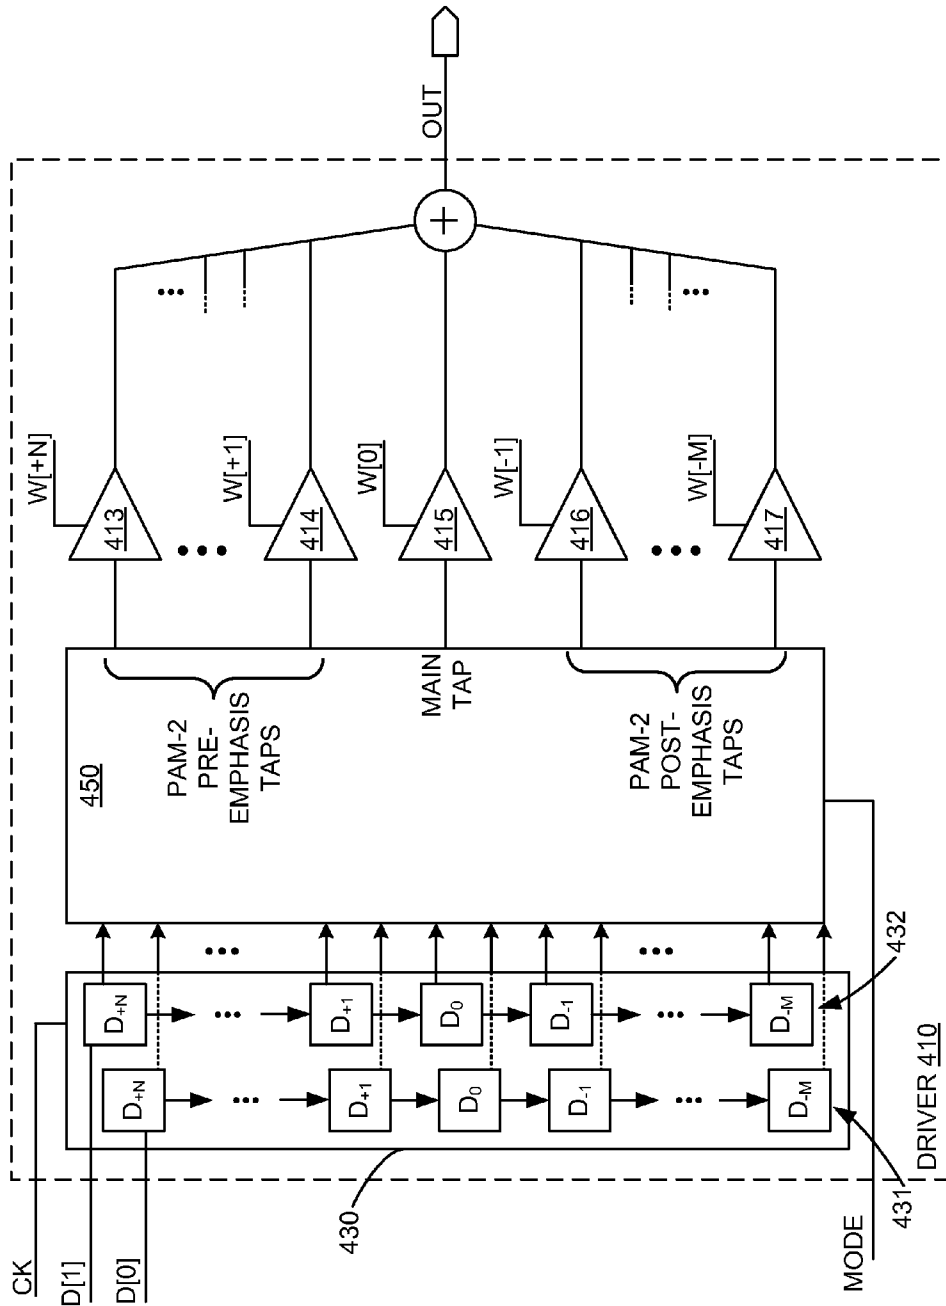 CK
D[1]
D[0]
430
D+N
D+1
D0
D-1
D-M
D+N
D+1
D0
D-1
D-M
431
432
MODE
DRIVER 410
450
PAM-2
PRE-
EMPHASIS
TAPS
MAIN
TAP
PAM-2
POST-
EMPHASIS
TAPS
W[+N]
413
W[+1]
414
W[0]
415
W[-1]
416
W[-M]
417
+
OUT